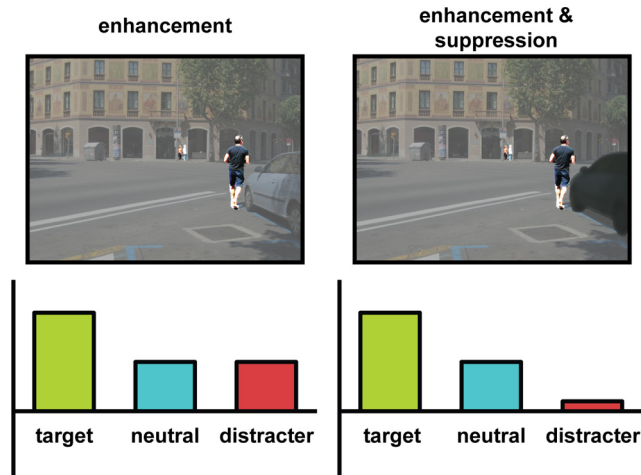 enhancement
enhancement &
suppression
target neutral distracter
target neutral distracter